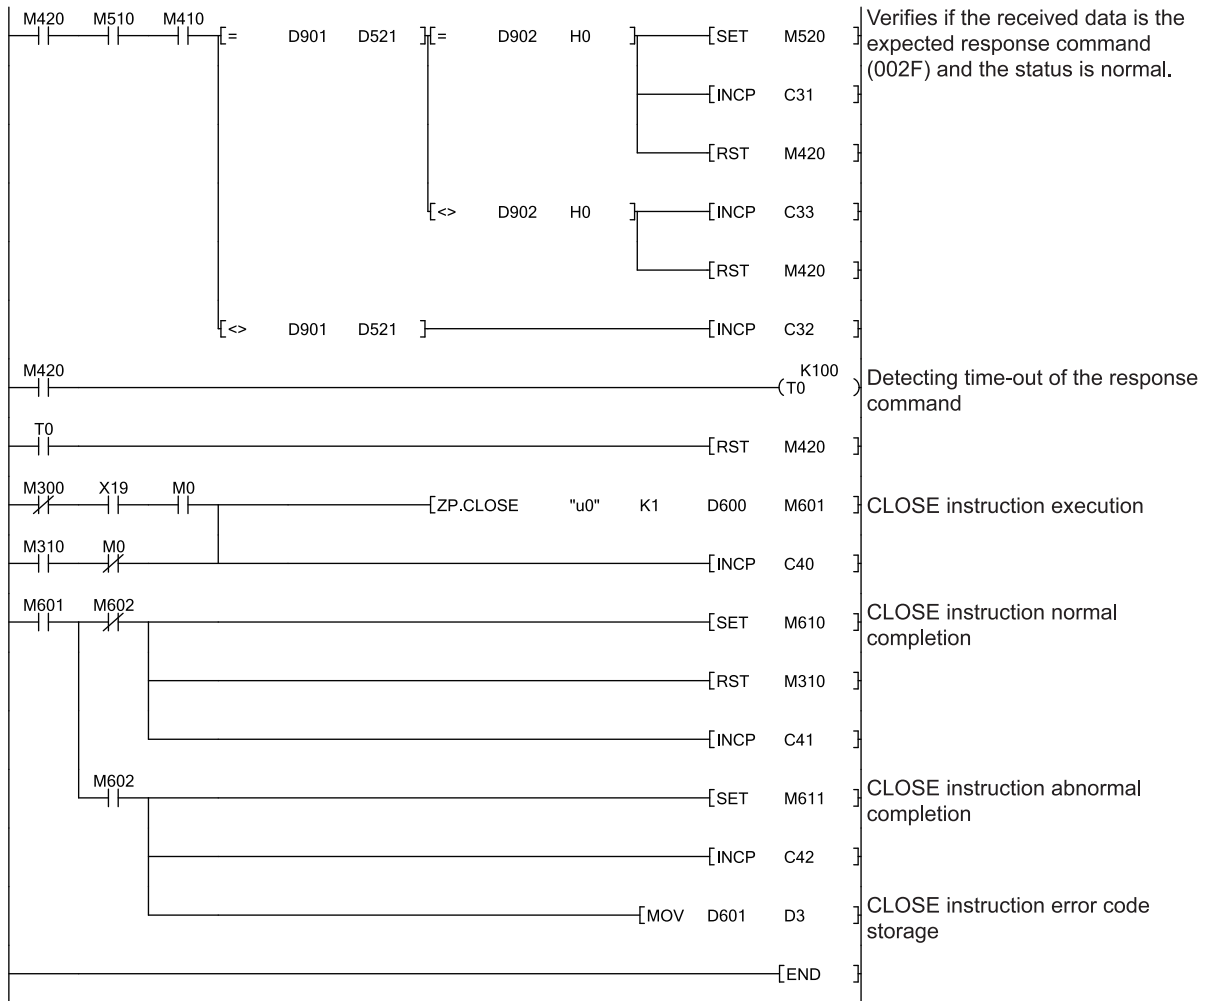 M420 M510 M410
[= D901 D521 ] [= D902 H0 ] [SET M520 ]
Verifies if the received data is the
expected response command
(002F) and the status is normal.
[INCP C31 ]
[RST M420 ]
[<> D902 H0 ] [INCP C33 ]
[RST M420 ]
[<> D901 D521 ] [INCP C32 ]
M420 K100
(T0 )
Detecting time-out of the response
command
T0
[RST M420 ]
M300 X19 M0
[ZP.CLOSE "u0" K1 D600 M601 ]
CLOSE instruction execution
M310 M0
[INCP C40 ]
M601 M602
[SET M610 ]
CLOSE instruction normal
completion
[RST M310 ]
[INCP C41 ]
M602
[SET M611 ]
CLOSE instruction abnormal
completion
[INCP C42 ]
[MOV D601 D3 ]
CLOSE instruction error code
storage
[END ]